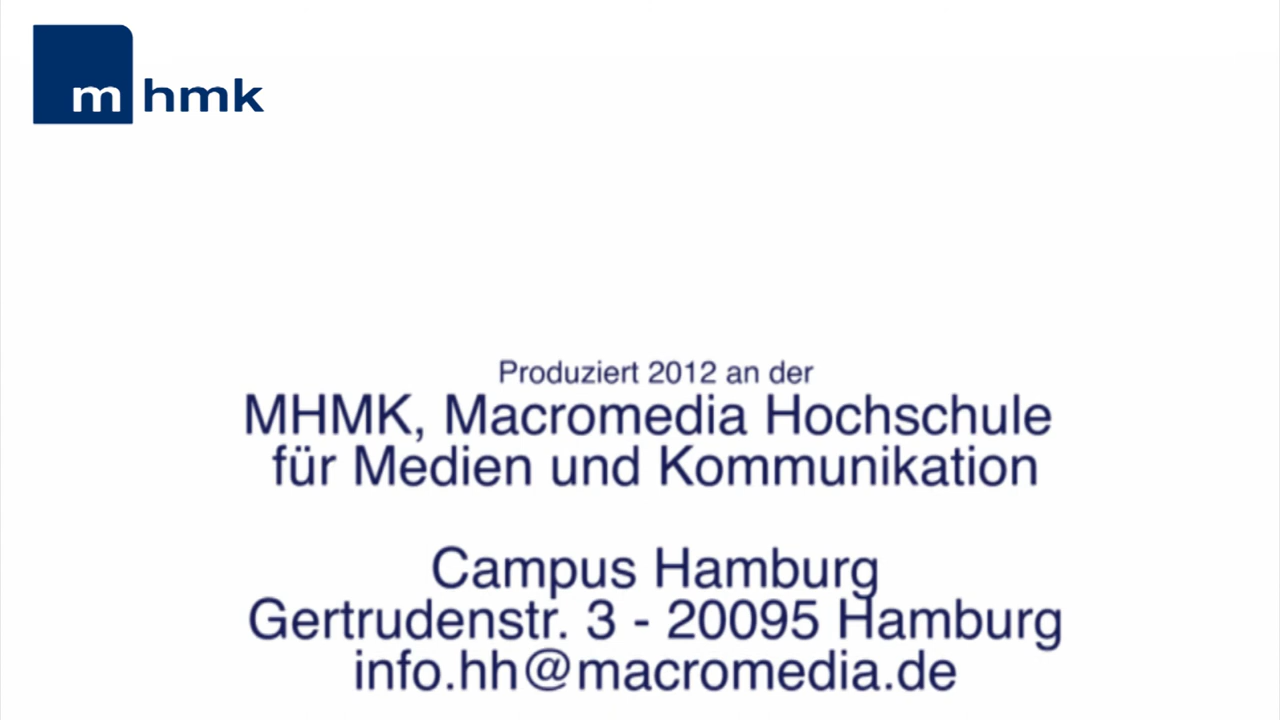 mhmk
Produziert 2012 an der
MHMK, Macromedia Hochschule
für Medien und Kommunikation
Campus Hamburg
Gertrudenstr. 3 - 20095 Hamburg
info.hh@macromedia.de